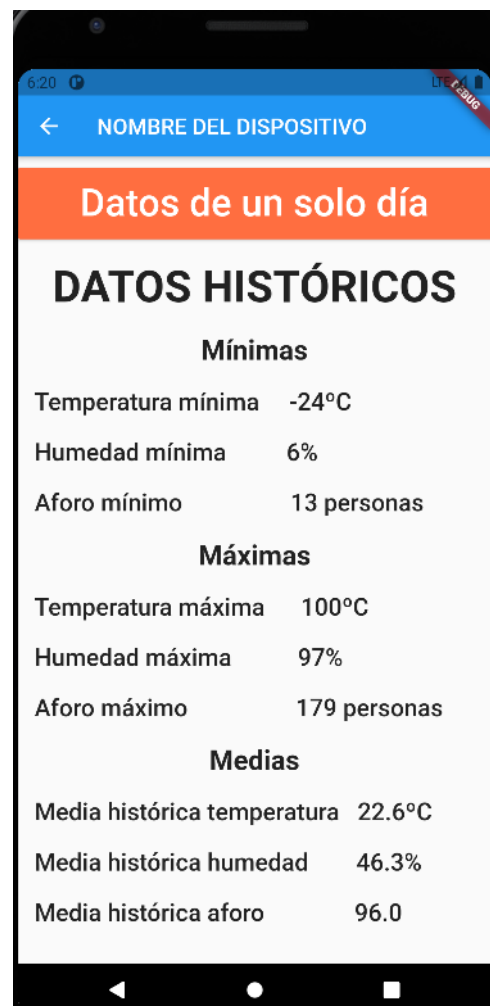 6:20 LTE
DEBUG
NOMBRE DEL DISPOSITIVO
Datos de un solo día
DATOS HISTÓRICOS
Mínimas
Temperatura mínima -24ºC
Humedad mínima 6%
Aforo mínimo 13 personas
Máximas
Temperatura máxima 100ºC
Humedad máxima 97%
Aforo máximo 179 personas
Medias
Media histórica temperatura 22.6ºC
Media histórica humedad 46.3%
Media histórica aforo 96.0